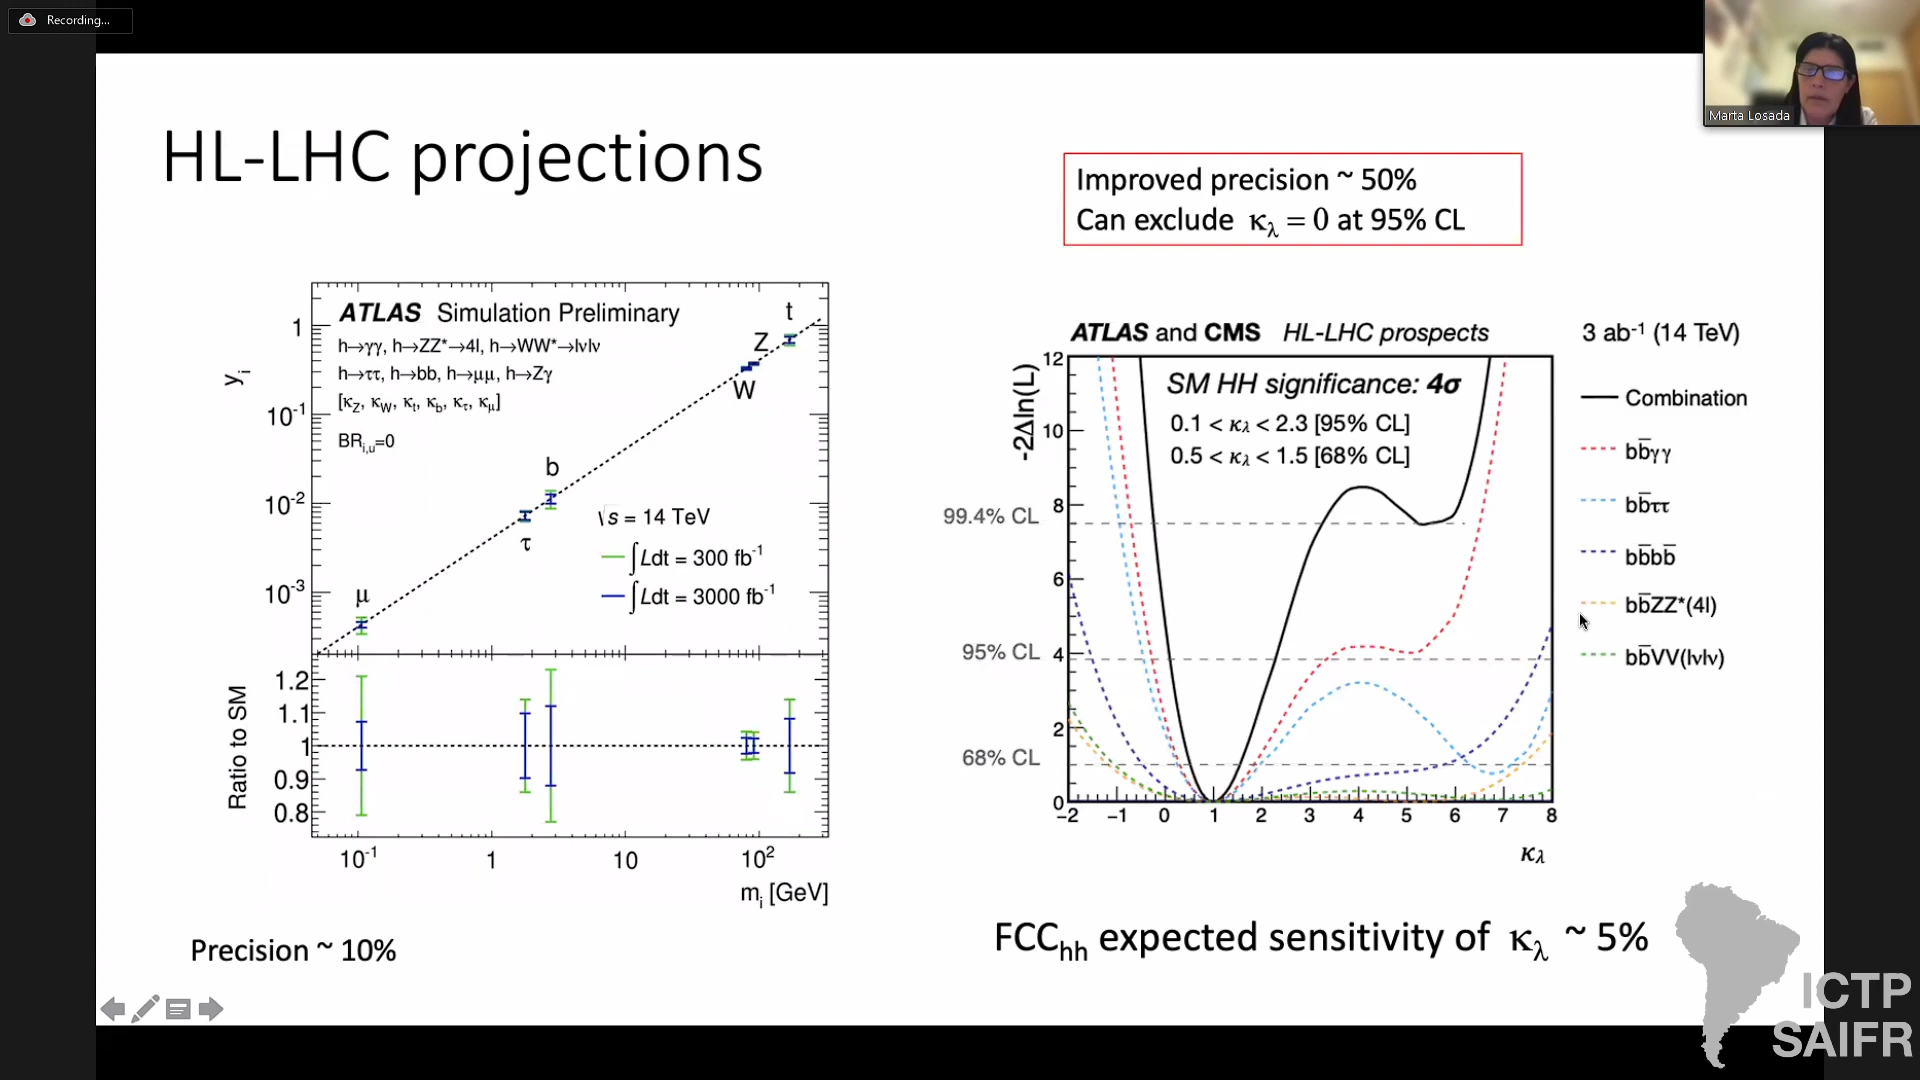 Recording...
Marta Losada
HL-LHC projections
Improved precision ~ 50%
Can exclude κλ = 0 at 95% CL
ATLAS Simulation Preliminary
h→γγ, h→ZZ*→4l, h→WW*→lνlν
h→ττ, h→bb, h→μμ, h→Zγ
[κZ, κW, κt, κb, κτ, κμ]
BRi,u=0
yi
1
10-1
10-2
10-3
μ
τ
b
W
Z
t
√s = 14 TeV
∫Ldt = 300 fb-1
∫Ldt = 3000 fb-1
Ratio to SM
1.2
1.1
1
0.9
0.8
10-1 1 10 102
mi [GeV]
Precision ~ 10%
ATLAS and CMS HL-LHC prospects 3 ab-1 (14 TeV)
-2Δln(L)
SM HH significance: 4σ
0.1 < κλ < 2.3 [95% CL]
0.5 < κλ < 1.5 [68% CL]
12
10
8
6
4
2
0
99.4% CL
95% CL
68% CL
−2 −1 0 1 2 3 4 5 6 7 8
κλ
Combination
bb̅γγ
bb̅ττ
bb̅bb̅
bb̅ZZ*(4l)
bb̅VV(lνlν)
FCChh expected sensitivity of κλ ~ 5%
ICTP
SAIFR